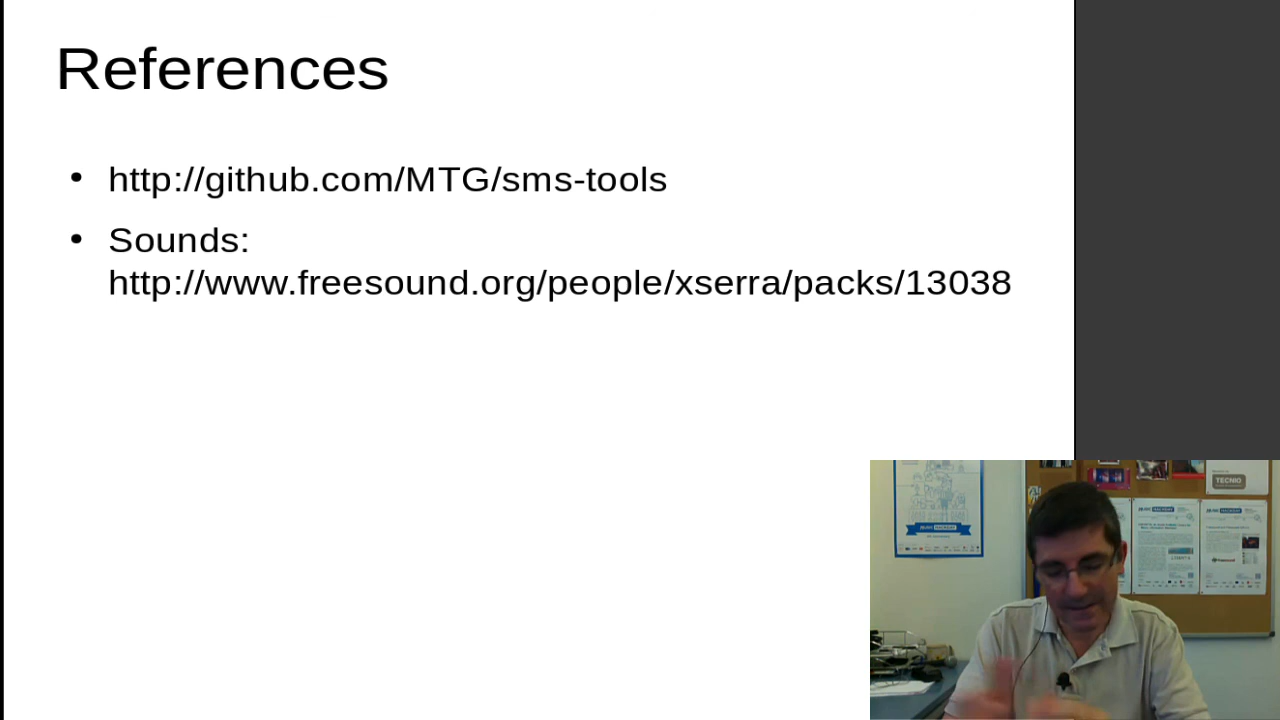 References
• http://github.com/MTG/sms-tools
• Sounds:
http://www.freesound.org/people/xserra/packs/13038
TECNIO